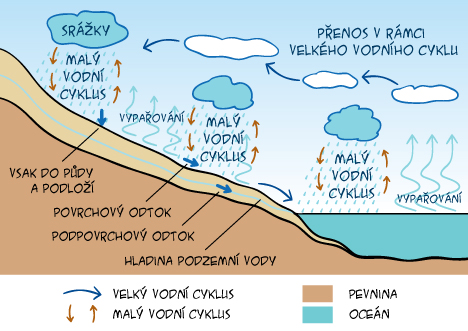 SRÁŽKY
PŘENOS V RÁMCI
VELKÉHO VODNÍHO CYKLU
MALÝ
VODNÍ
CYKLUS
VYPAŘOVÁNÍ
MALÝ
VODNÍ
CYKLUS
MALÝ
VODNÍ
CYKLUS
VYPAŘOVÁNÍ
VSAK DO PŮDY
A PODLOŽÍ
POVRCHOVÝ ODTOK
PODPOVRCHOVÝ ODTOK
HLADINA PODZEMNÍ VODY
VELKÝ VODNÍ CYKLUS
PEVNINA
MALÝ VODNÍ CYKLUS
OCEÁN